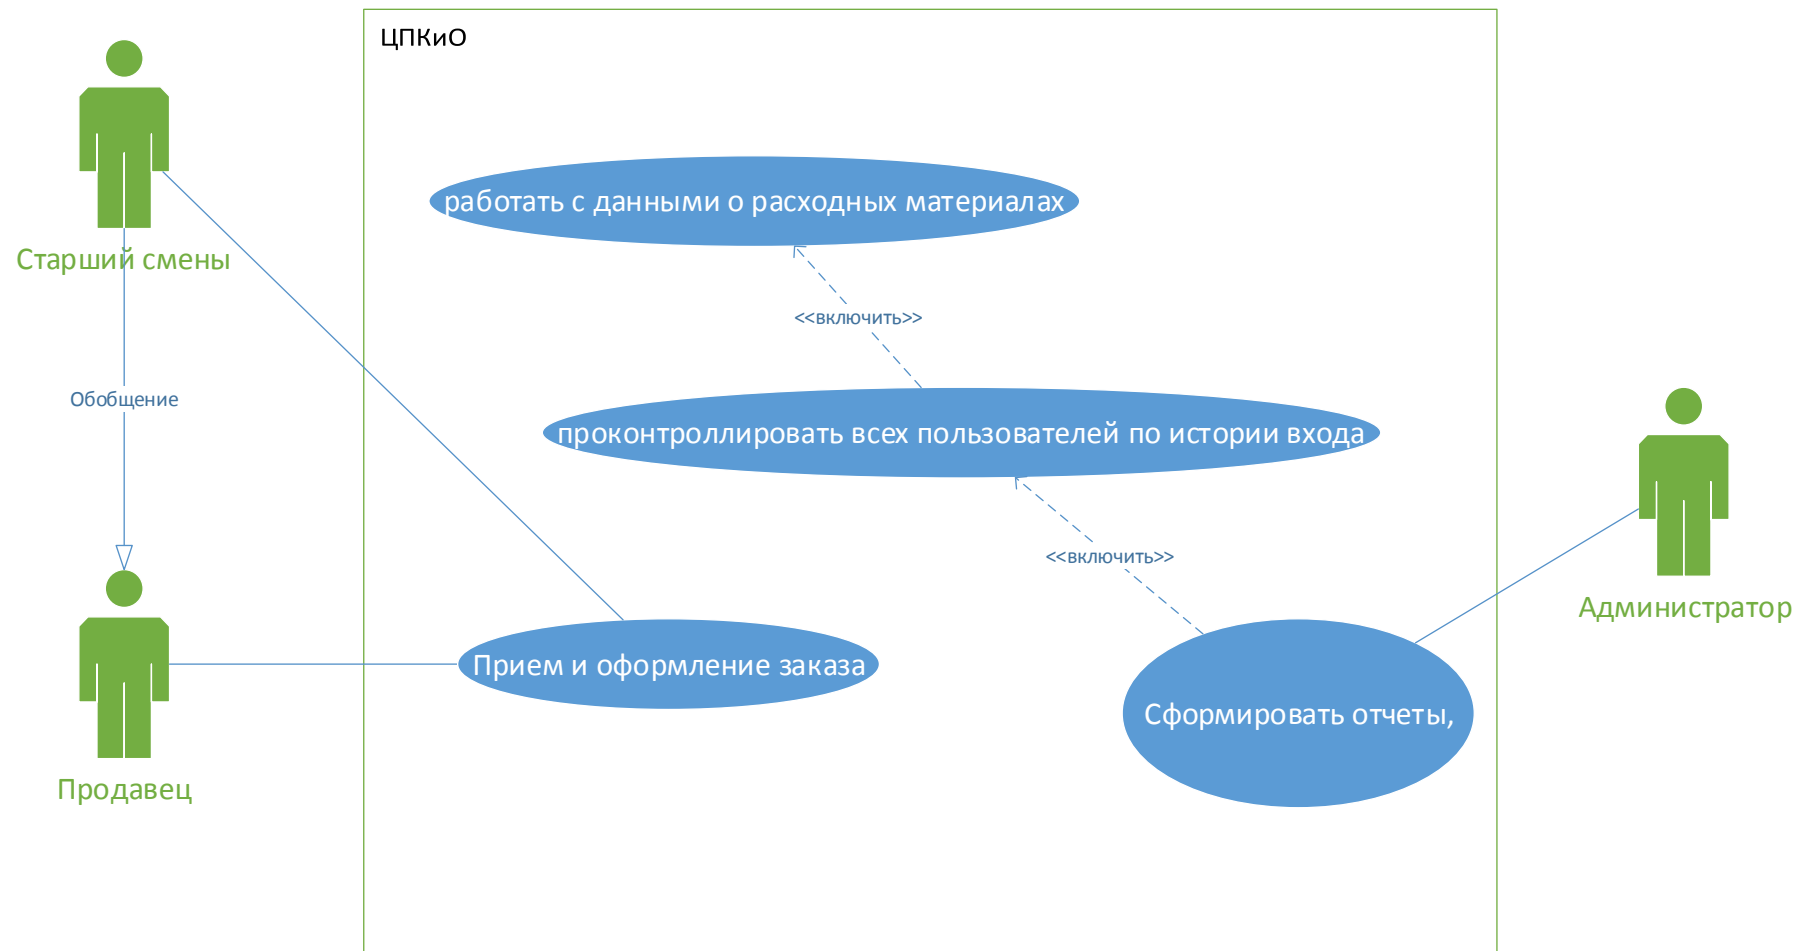 ЦПКиО
работать с данными о расходных материалах
Старший смены
<<включить>>
Обобщение
проконтроллировать всех пользователей по истории входа
<<включить>>
Администратор
Прием и оформление заказа
Сформировать отчеты,
Продавец